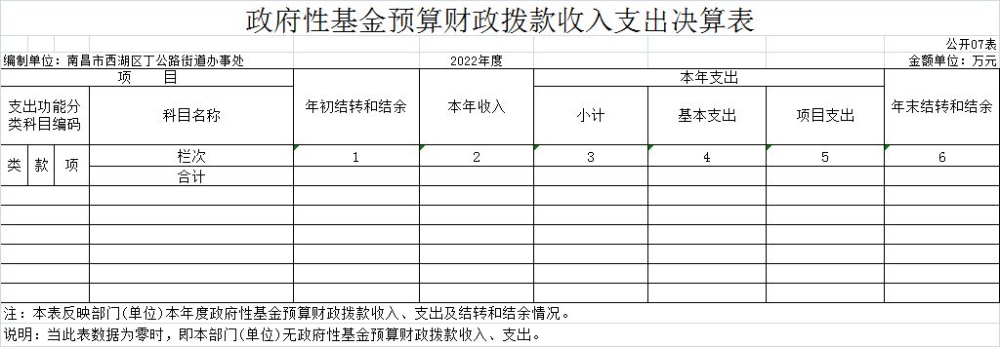 政府性基金预算财政拨款收入支出决算表
公开07表
编制单位：南昌市西湖区丁公路街道办事处 2022年度 金额单位：万元
项 目 年初结转和结余 本年收入 本年支出 年末结转和结余
支出功能分类科目编码 科目名称 小计 基本支出 项目支出
类 款 项 栏次 1 2 3 4 5 6
合计
注：本表反映部门(单位)本年度政府性基金预算财政拨款收入、支出及结转和结余情况。
说明：当此表数据为零时，即本部门(单位)无政府性基金预算财政拨款收入、支出。